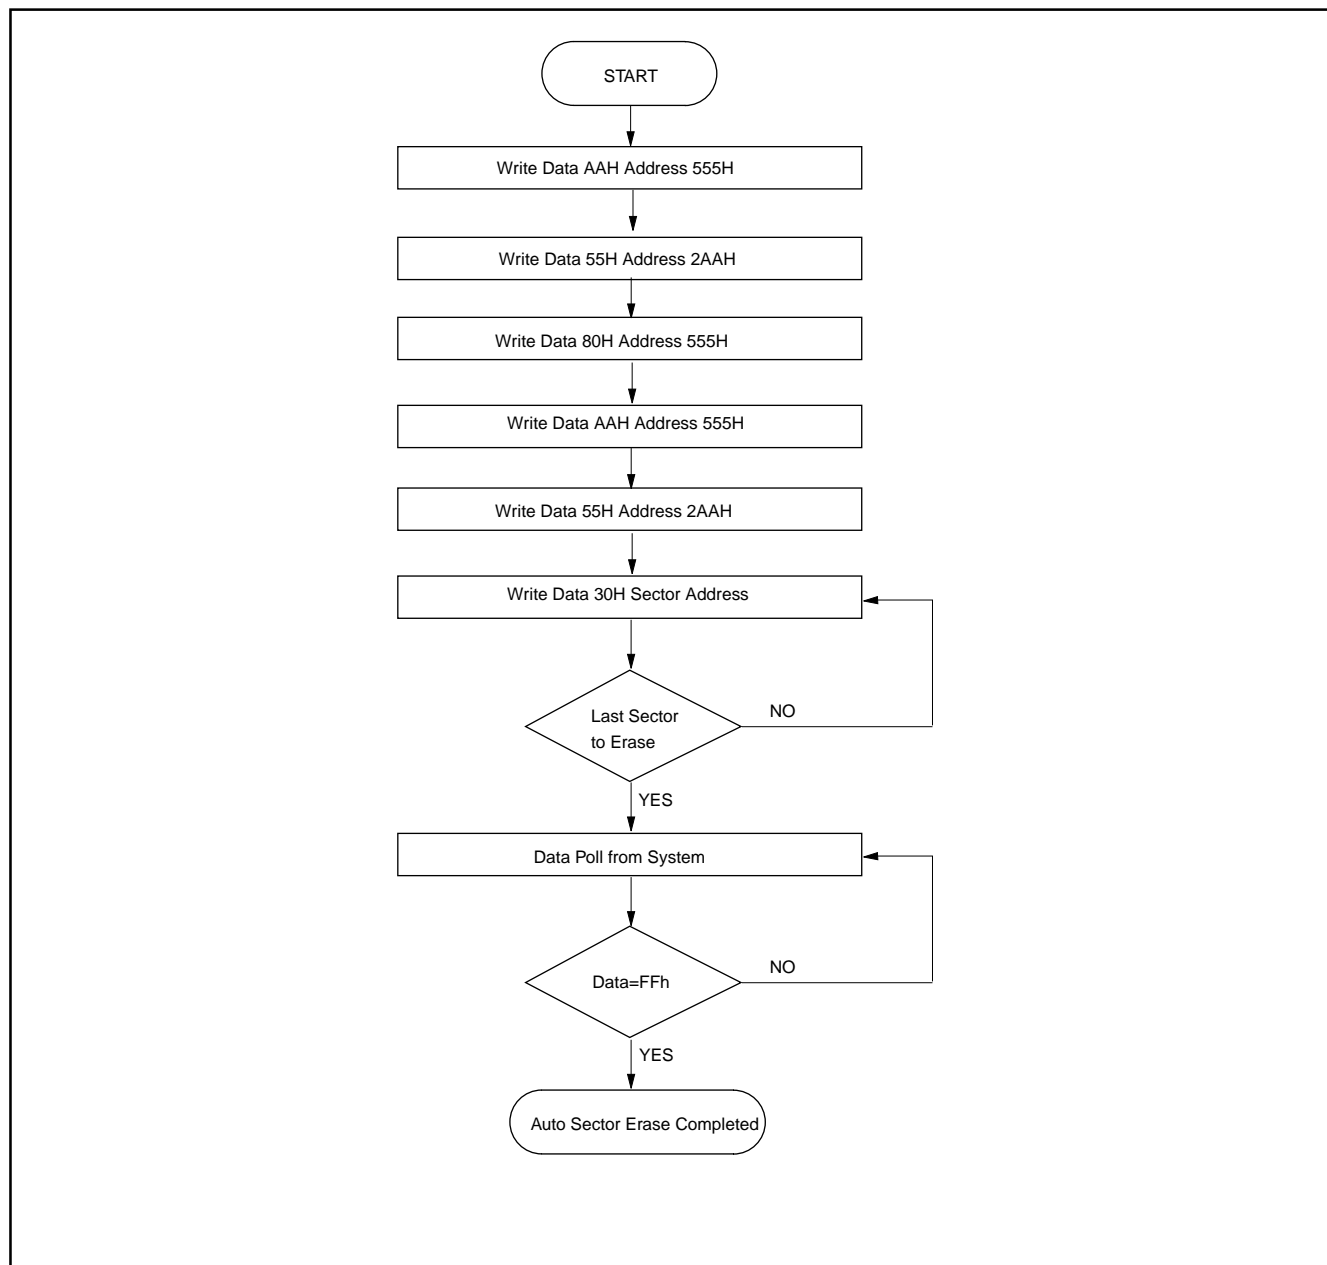 START
Write Data AAH Address 555H
Write Data 55H Address 2AAH
Write Data 80H Address 555H
Write Data AAH Address 555H
Write Data 55H Address 2AAH
Write Data 30H Sector Address
Last Sector
to Erase
NO
YES
Data Poll from System
Data=FFh
NO
YES
Auto Sector Erase Completed